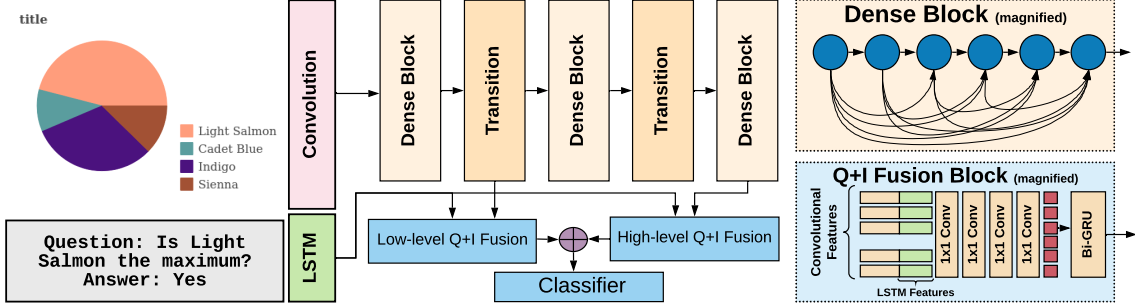 title
Light Salmon
Cadet Blue
Indigo
Sienna
Question: Is Light
Salmon the maximum?
Answer: Yes
Convolution
LSTM
Dense Block
Transition
Dense Block
Transition
Dense Block
Low-level Q+I Fusion
High-level Q+I Fusion
Classifier
Dense Block (magnified)
Q+I Fusion Block (magnified)
Convolutional
Features
1x1 Conv
1x1 Conv
1x1 Conv
1x1 Conv
Bi-GRU
LSTM Features